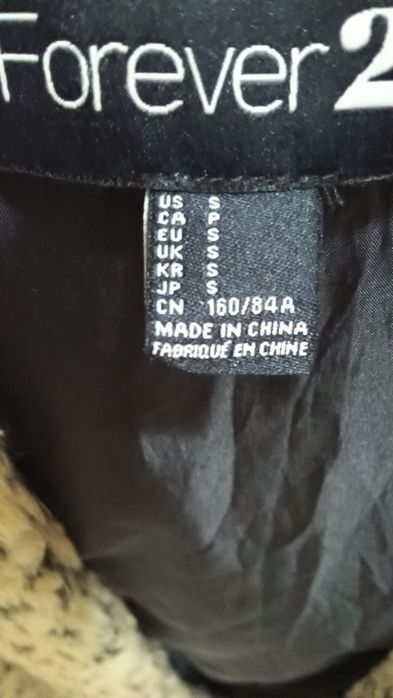 Forever 2
US S
CA P
EU S
UK S
KR S
JP S
CN 160/84A
MADE IN CHINA
FABRIQUÉ EN CHINE